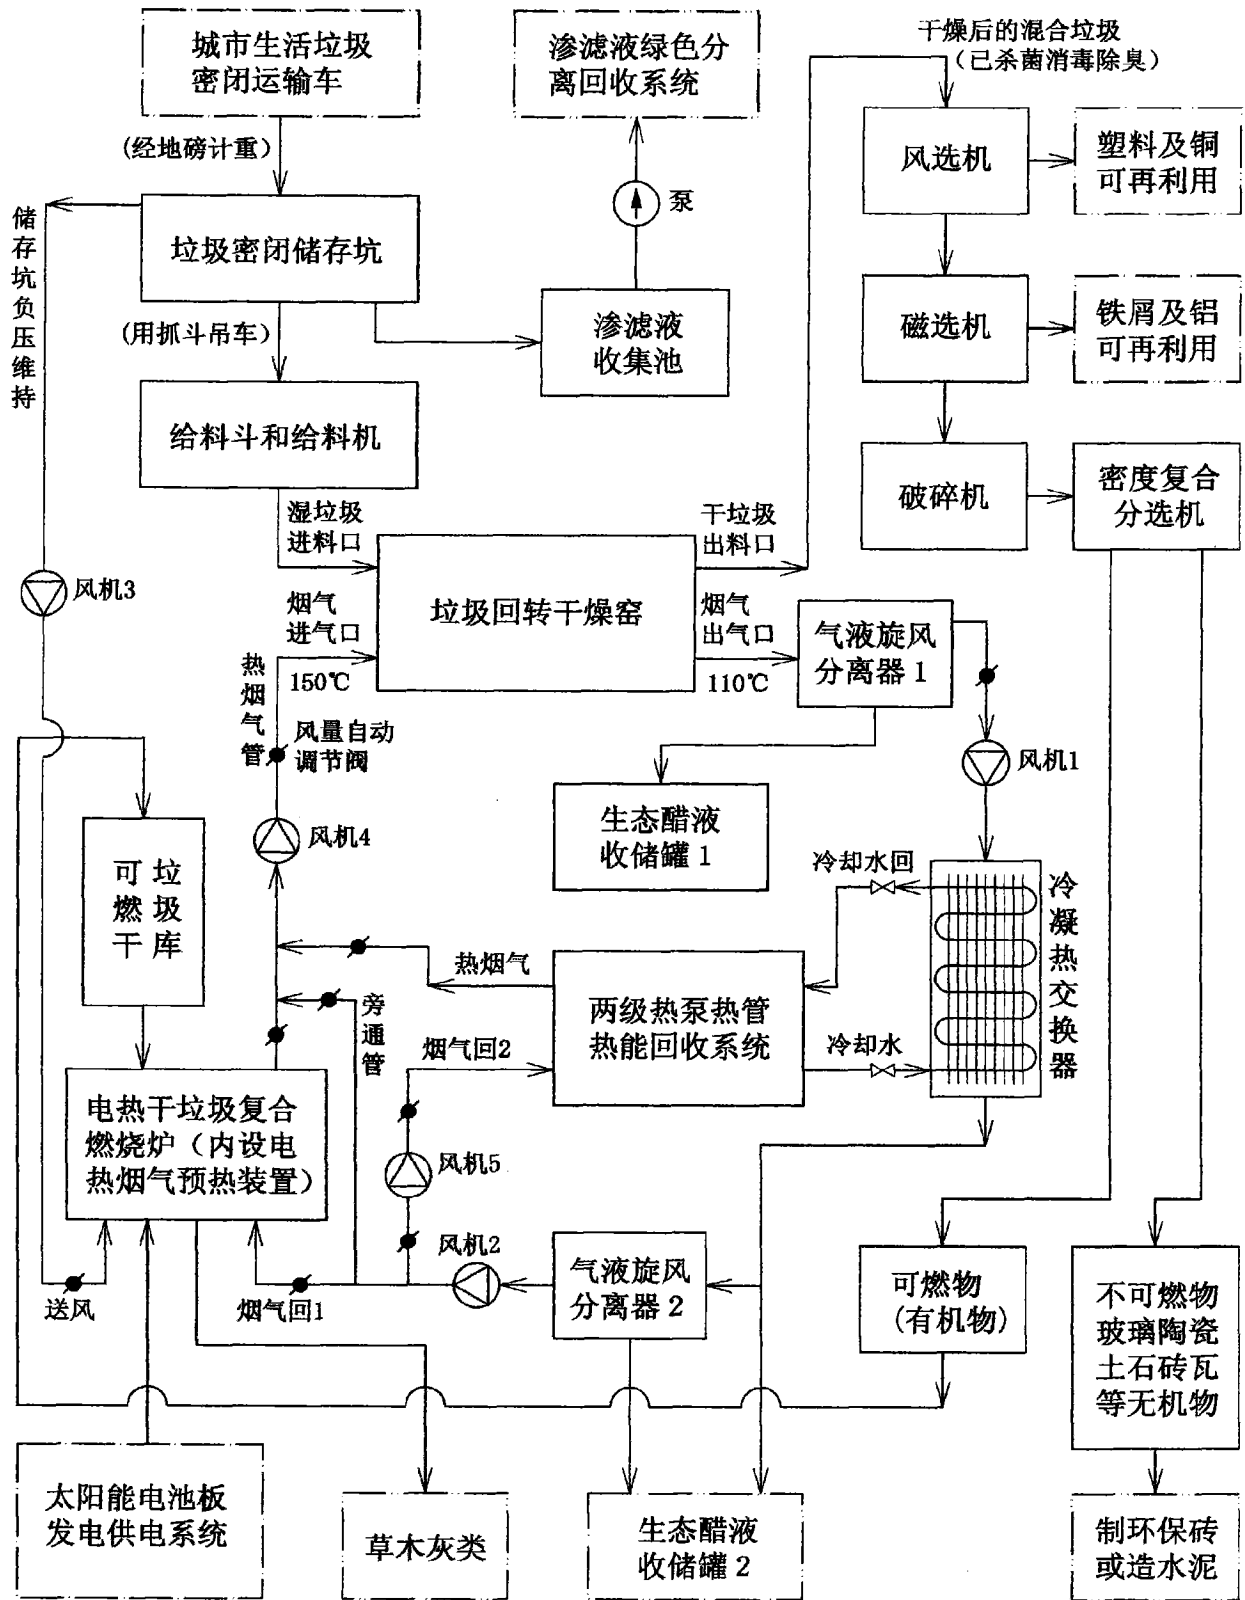 城市生活垃圾
密闭运输车
渗滤液绿色分
离回收系统
干燥后的混合垃圾
（已杀菌消毒除臭）
(经地磅计重)
风选机
塑料及铜
可再利用
泵
储存坑负压维持
垃圾密闭储存坑
(用抓斗吊车)
渗滤液
收集池
磁选机
铁屑及铝
可再利用
给料斗和给料机
破碎机
密度复合
分选机
湿垃圾
进料口
干垃圾
出料口
风机3
烟气
进气口
垃圾回转干燥窑
烟气
出气口
气液旋风
分离器1
热烟气管
150℃
110℃
风量自动
调节阀
风机1
生态醋液
收储罐1
风机4
可燃干
垃圾库
冷却水回
冷凝热交换器
热烟气
两级热泵热管
热能回收系统
旁通管
烟气回2
冷却水
电热干垃圾复合
燃烧炉（内设电
热烟气预热装置）
风机5
风机2
送风
烟气回1
气液旋风
分离器2
可燃物
(有机物)
不可燃物
玻璃陶瓷
土石砖瓦
等无机物
太阳能电池板
发电供电系统
草木灰类
生态醋液
收储罐2
制环保砖
或造水泥